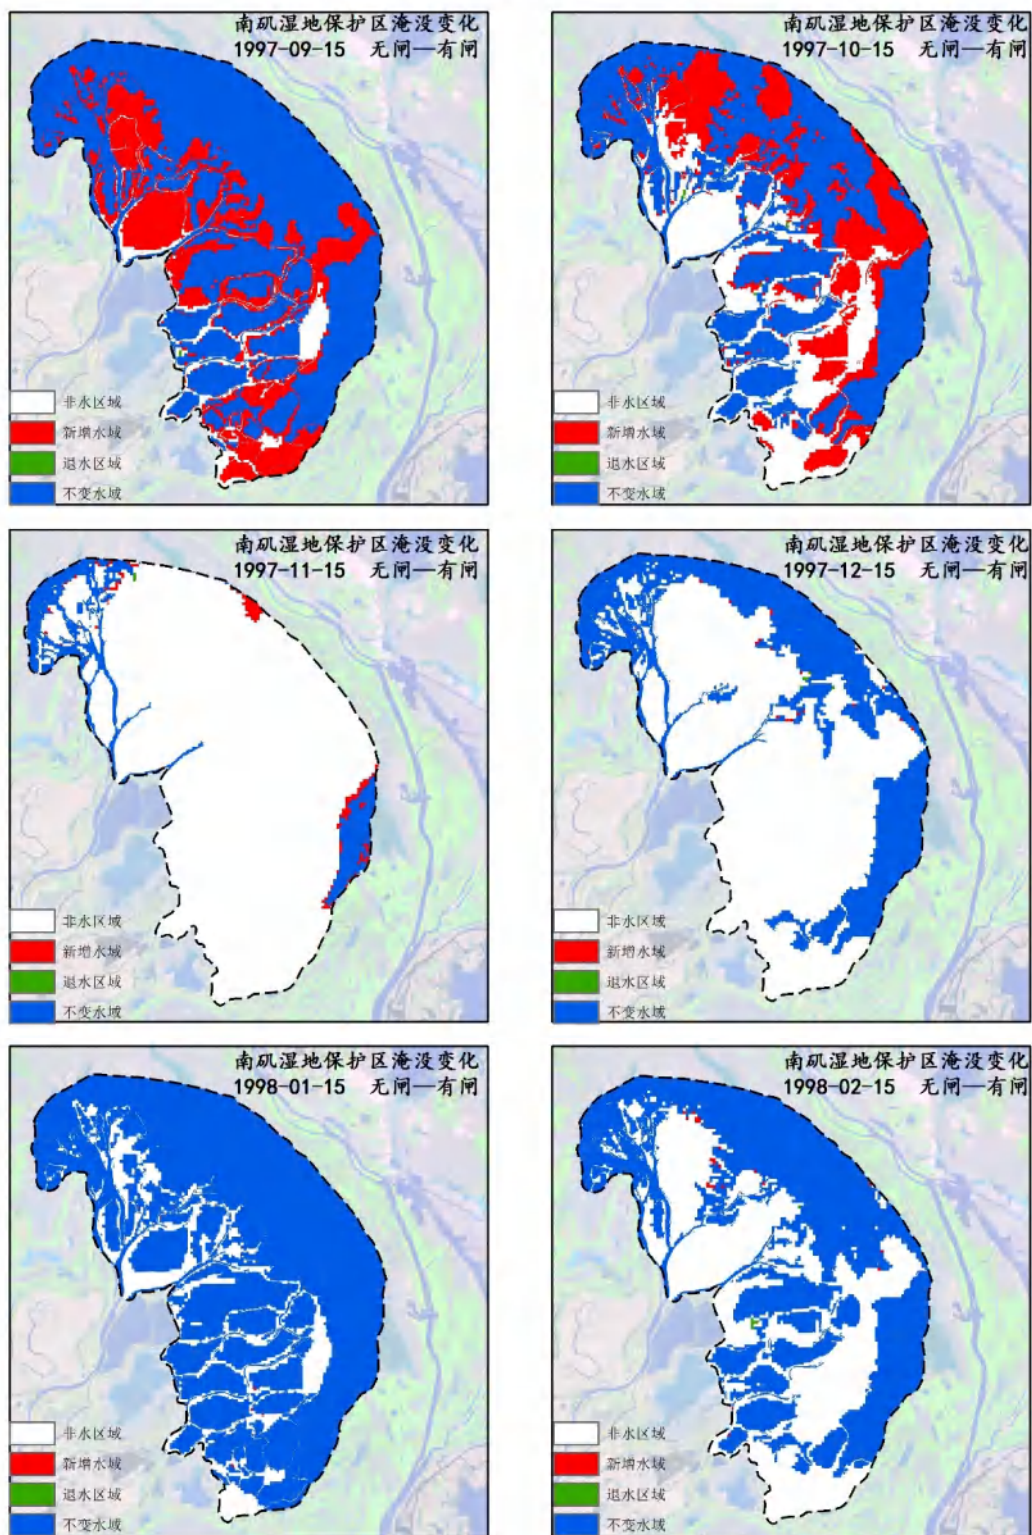 南矶湿地保护区淹没变化
1997-09-15 无闸—有闸
非水区域
新增水域
退水区域
不变水域
南矶湿地保护区淹没变化
1997-10-15 无闸—有闸
非水区域
新增水域
退水区域
不变水域
南矶湿地保护区淹没变化
1997-11-15 无闸—有闸
非水区域
新增水域
退水区域
不变水域
南矶湿地保护区淹没变化
1997-12-15 无闸—有闸
非水区域
新增水域
退水区域
不变水域
南矶湿地保护区淹没变化
1998-01-15 无闸—有闸
非水区域
新增水域
退水区域
不变水域
南矶湿地保护区淹没变化
1998-02-15 无闸—有闸
非水区域
新增水域
退水区域
不变水域